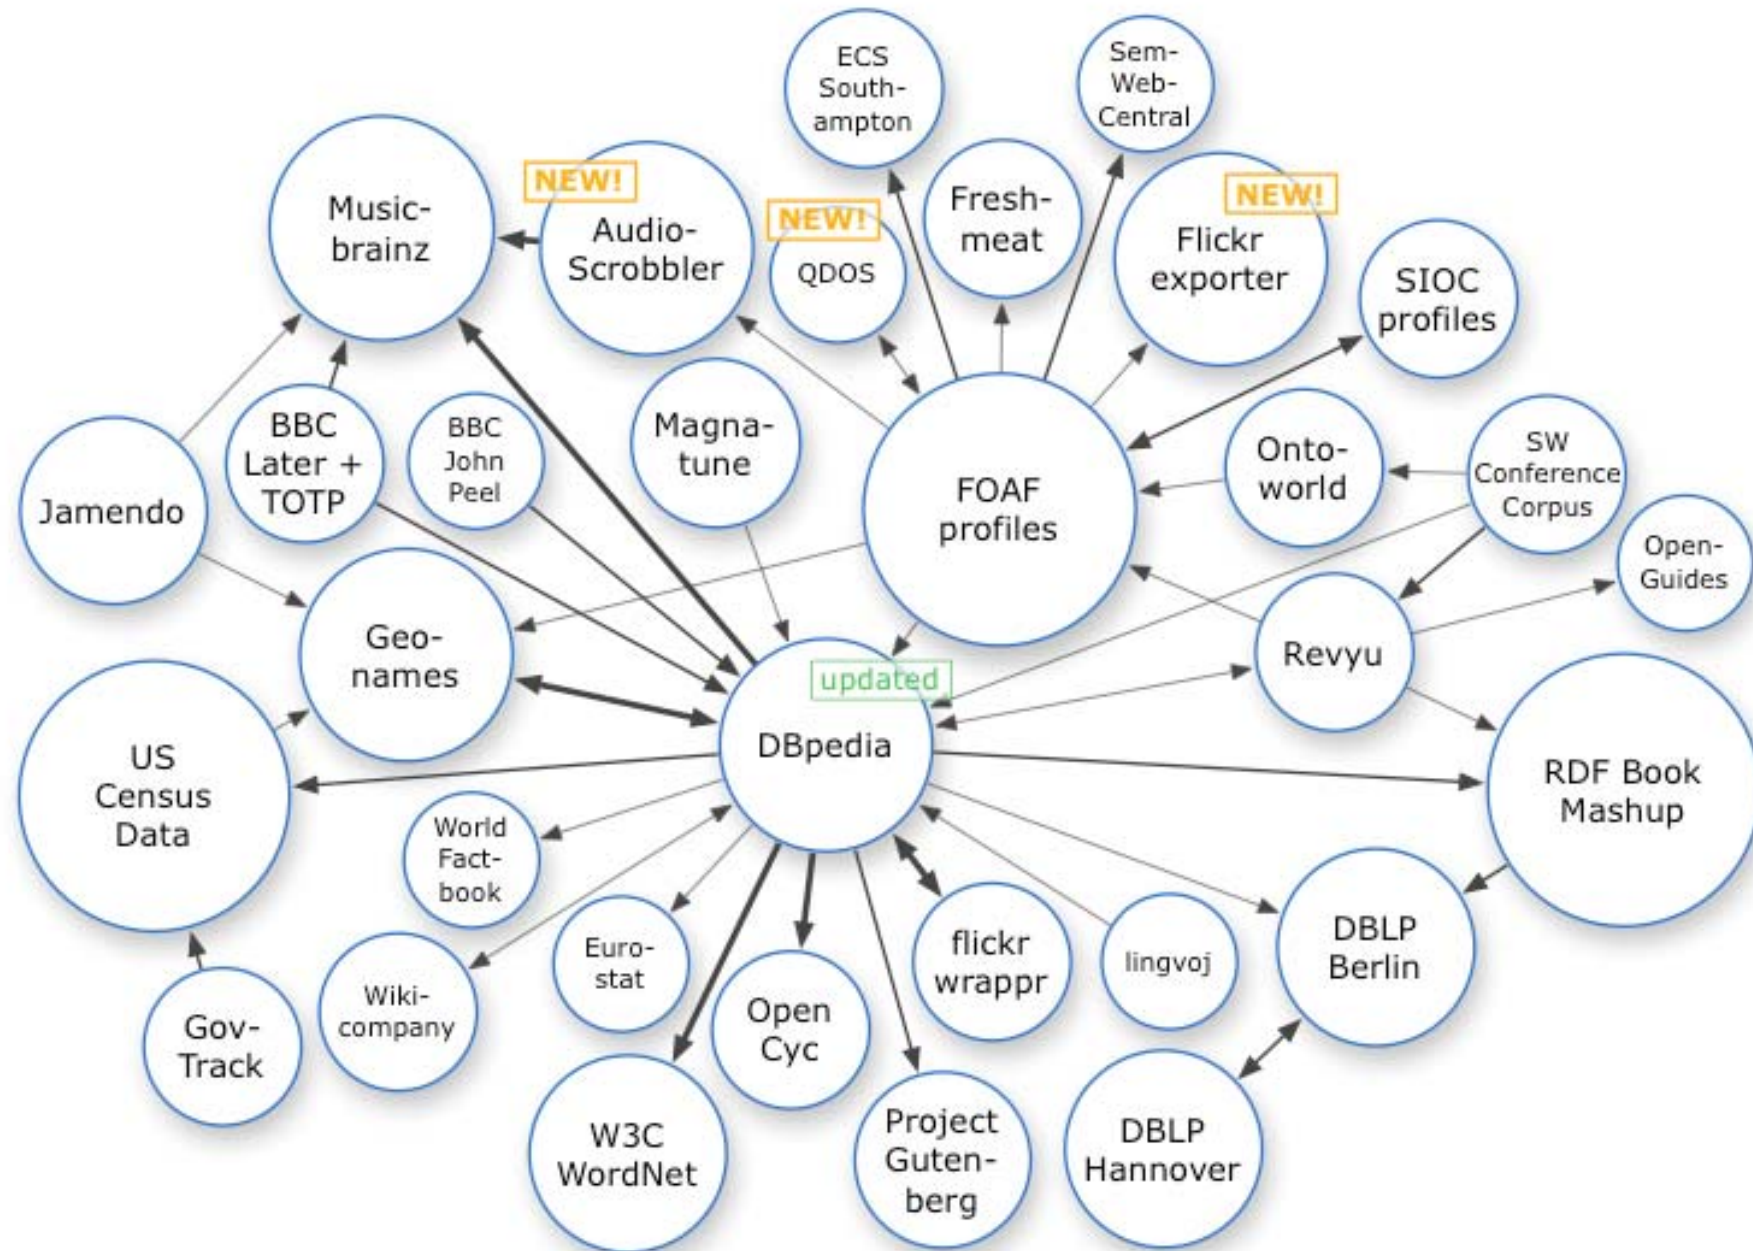 ECS
South-
ampton
Sem-
Web-
Central
Music-
brainz
NEW!
Audio-
Scrobbler
NEW!
QDOS
Fresh-
meat
NEW!
Flickr
exporter
SIOC
profiles
Jamendo
BBC
Later +
TOTP
BBC
John
Peel
Magna-
tune
FOAF
profiles
Onto-
world
SW
Conference
Corpus
Open-
Guides
Geo-
names
updated
DBpedia
Revyu
US
Census
Data
World
Fact-
book
RDF Book
Mashup
Gov-
Track
Wiki-
company
Euro-
stat
Open
Cyc
flickr
wrappr
lingvoj
DBLP
Berlin
W3C
WordNet
Project
Guten-
berg
DBLP
Hannover